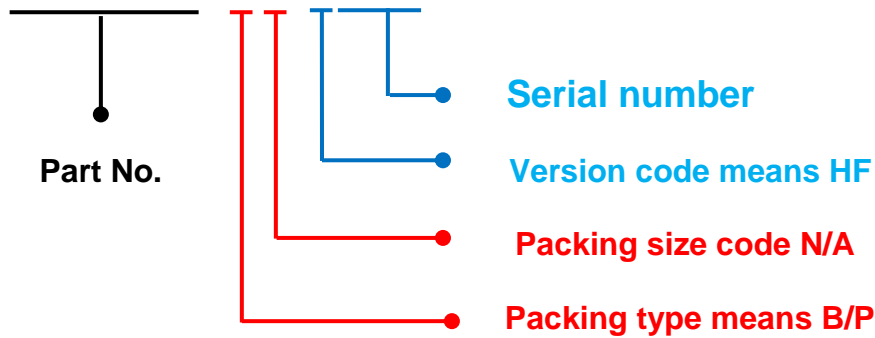 Serial number
Part No.
Version code means HF
Packing size code N/A
Packing type means B/P